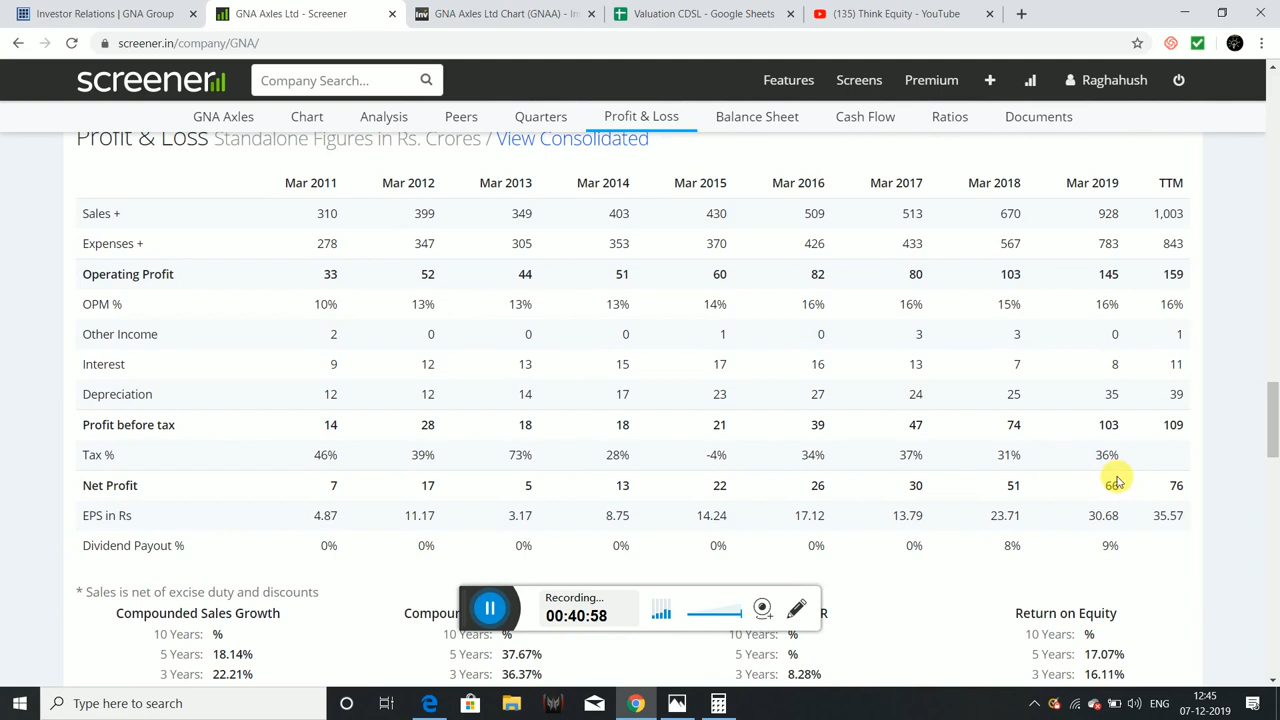 Investor Relations | GNA Group
GNA Axles Ltd - Screener
GNA Axles Ltd Chart (GNAA) - In
Valuation CDSL - Google Sheets
(135) Think Equity - YouTube
screener.in/company/GNA/
screener
Company Search...
Features Screens Premium Raghahush
GNA Axles Chart Analysis Peers Quarters Profit & Loss Balance Sheet Cash Flow Ratios Documents
Profit & Loss Standalone Figures in Rs. Crores / View Consolidated
Mar 2011 Mar 2012 Mar 2013 Mar 2014 Mar 2015 Mar 2016 Mar 2017 Mar 2018 Mar 2019 TTM
Sales + 310 399 349 403 430 509 513 670 928 1,003
Expenses + 278 347 305 353 370 426 433 567 783 843
Operating Profit 33 52 44 51 60 82 80 103 145 159
OPM % 10% 13% 13% 13% 14% 16% 16% 15% 16% 16%
Other Income 2 0 0 0 1 0 3 3 0 1
Interest 9 12 13 15 17 16 13 7 8 11
Depreciation 12 12 14 17 23 27 24 25 35 39
Profit before tax 14 28 18 18 21 39 47 74 103 109
Tax % 46% 39% 73% 28% -4% 34% 37% 31% 36%
Net Profit 7 17 5 13 22 26 30 51 76
EPS in Rs 4.87 11.17 3.17 8.75 14.24 17.12 13.79 23.71 30.68 35.57
Dividend Payout % 0% 0% 0% 0% 0% 0% 0% 8% 9%
* Sales is net of excise duty and discounts
Compounded Sales Growth Compou R Return on Equity
10 Years: % 10 Years: % Years: % 10 Years: %
5 Years: 18.14% 5 Years: 37.67% 5 Years: % 5 Years: 17.07%
3 Years: 22.21% 3 Years: 36.37% 3 Years: 8.28% 3 Years: 16.11%
Recording...
00:40:58
Type here to search
ENG
12:45
07-12-2019